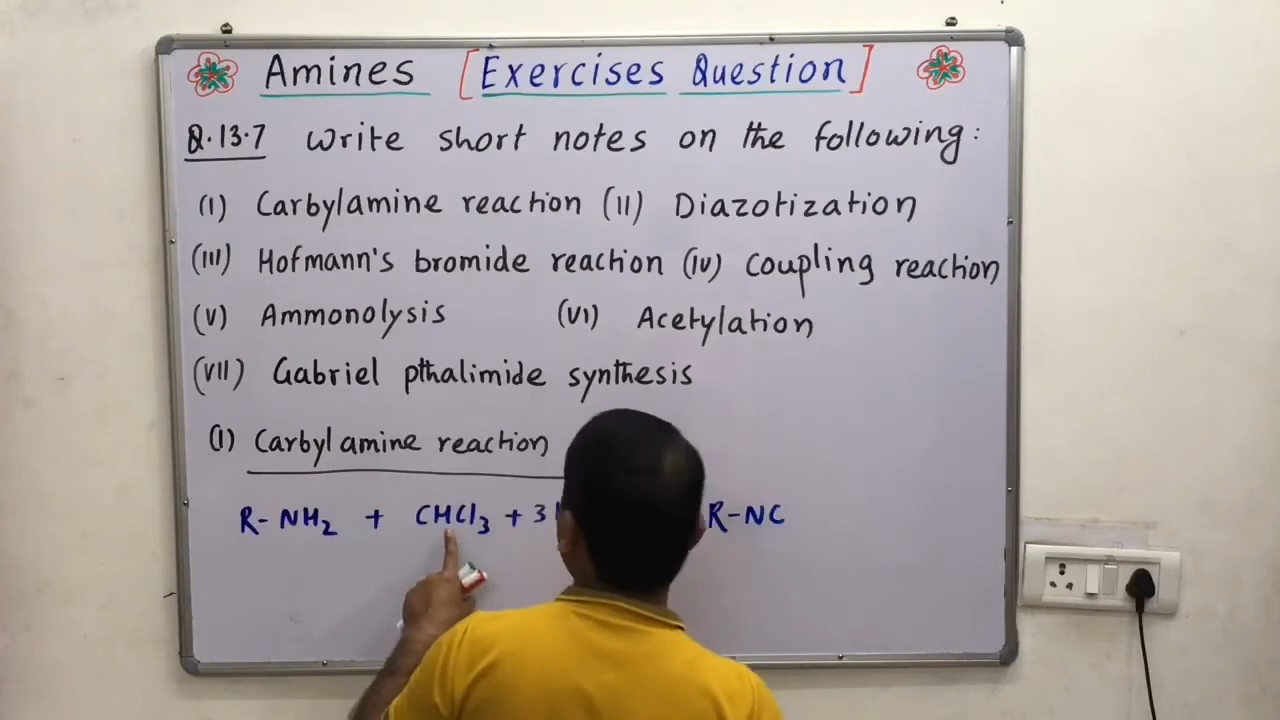 Amines [Exercises Question]
Q.13.7 Write short notes on the following:
(I) Carbylamine reaction (II) Diazotization
(III) Hofmann's bromide reaction (IV) Coupling reaction
(V) Ammonolysis (VI) Acetylation
(VII) Gabriel pthalimide synthesis
(I) Carbylamine reaction
R-NH2 + CHCl3 + 3 R-NC